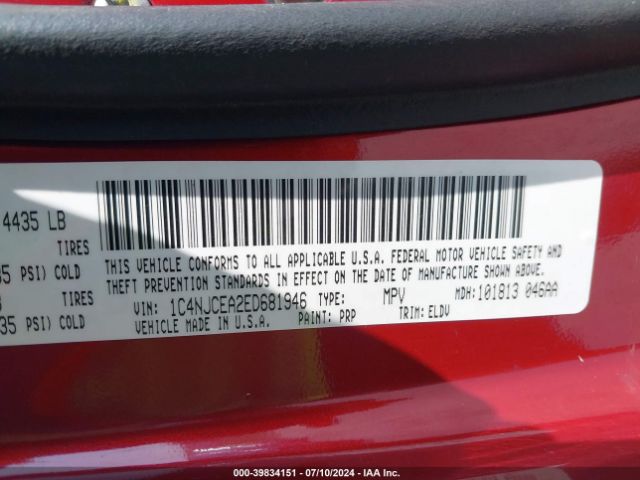 4435 LB
TIRES
35 PSI) COLD
TIRES
35 PSI) COLD
THIS VEHICLE CONFORMS TO ALL APPLICABLE U.S.A. FEDERAL MOTOR VEHICLE SAFETY AND
THEFT PREVENTION STANDARDS IN EFFECT ON THE DATE OF MANUFACTURE SHOWN ABOVE.
VIN: 1C4NJCEA2ED681946 TYPE: MPV MDH:101813 046AA
VEHICLE MADE IN U.S.A. PAINT: PRP TRIM: ELDV
000-39834151 — 07/10/2024 — IAA Inc.